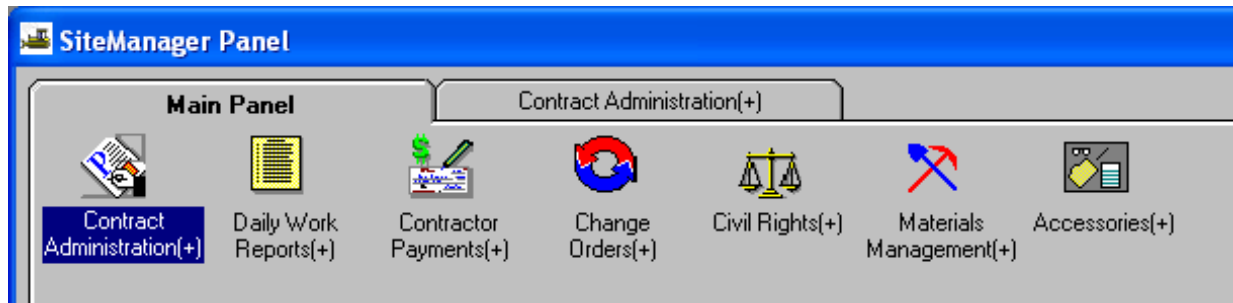 SiteManager Panel
Main Panel
Contract Administration(+)
Contract
Administration(+)
Daily Work
Reports(+)
Contractor
Payments(+)
Change
Orders(+)
Civil Rights(+)
Materials
Management(+)
Accessories(+)